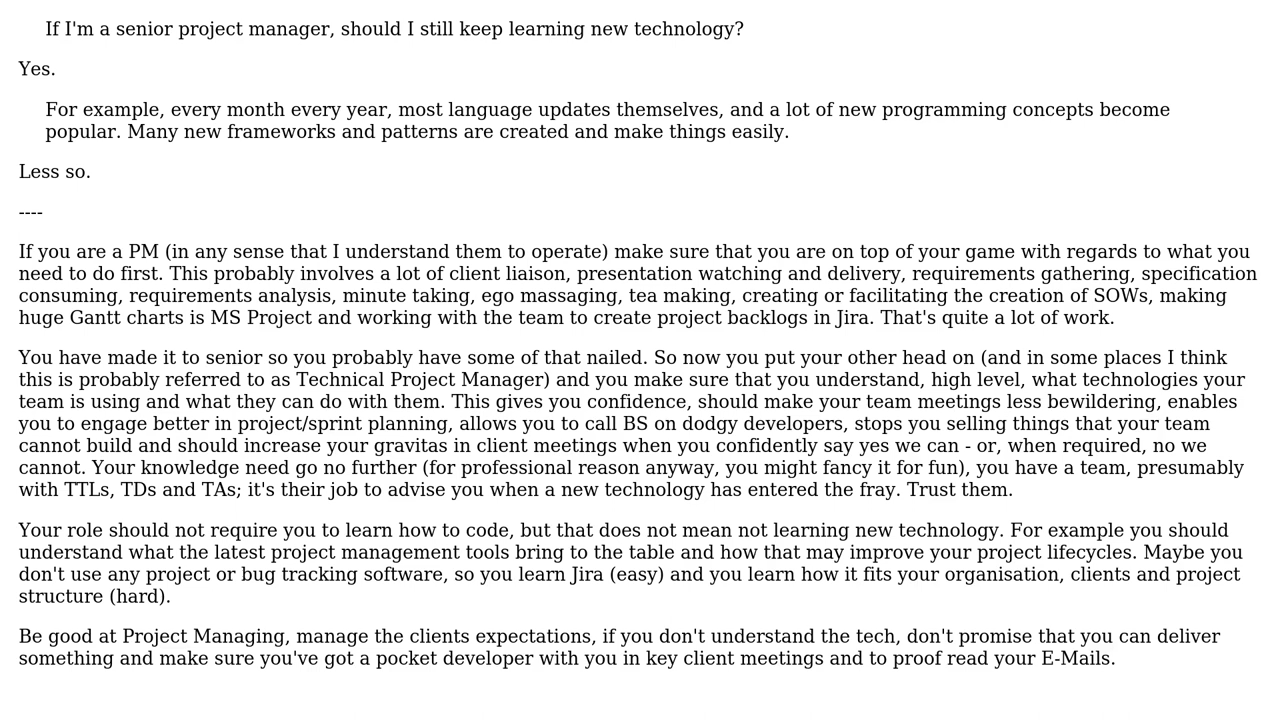 If I'm a senior project manager, should I still keep learning new technology?
Yes.
For example, every month every year, most language updates themselves, and a lot of new programming concepts become
popular. Many new frameworks and patterns are created and make things easily.
Less so.
----
If you are a PM (in any sense that I understand them to operate) make sure that you are on top of your game with regards to what you
need to do first. This probably involves a lot of client liaison, presentation watching and delivery, requirements gathering, specification
consuming, requirements analysis, minute taking, ego massaging, tea making, creating or facilitating the creation of SOWs, making
huge Gantt charts is MS Project and working with the team to create project backlogs in Jira. That's quite a lot of work.
You have made it to senior so you probably have some of that nailed. So now you put your other head on (and in some places I think
this is probably referred to as Technical Project Manager) and you make sure that you understand, high level, what technologies your
team is using and what they can do with them. This gives you confidence, should make your team meetings less bewildering, enables
you to engage better in project/sprint planning, allows you to call BS on dodgy developers, stops you selling things that your team
cannot build and should increase your gravitas in client meetings when you confidently say yes we can - or, when required, no we
cannot. Your knowledge need go no further (for professional reason anyway, you might fancy it for fun), you have a team, presumably
with TTLs, TDs and TAs; it's their job to advise you when a new technology has entered the fray. Trust them.
Your role should not require you to learn how to code, but that does not mean not learning new technology. For example you should
understand what the latest project management tools bring to the table and how that may improve your project lifecycles. Maybe you
don't use any project or bug tracking software, so you learn Jira (easy) and you learn how it fits your organisation, clients and project
structure (hard).
Be good at Project Managing, manage the clients expectations, if you don't understand the tech, don't promise that you can deliver
something and make sure you've got a pocket developer with you in key client meetings and to proof read your E-Mails.